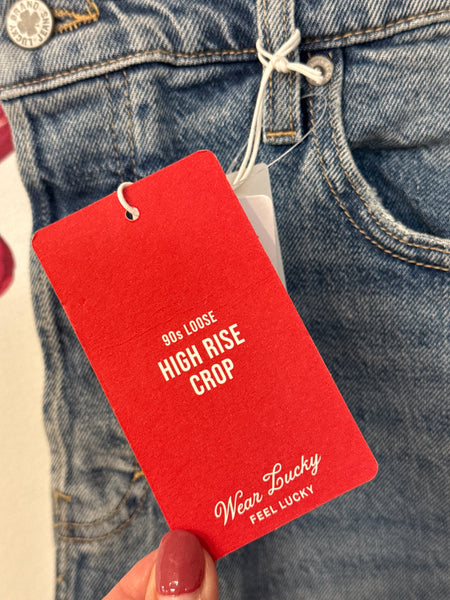 90s LOOSE
HIGH RISE
CROP
Wear Lucky
FEEL LUCKY